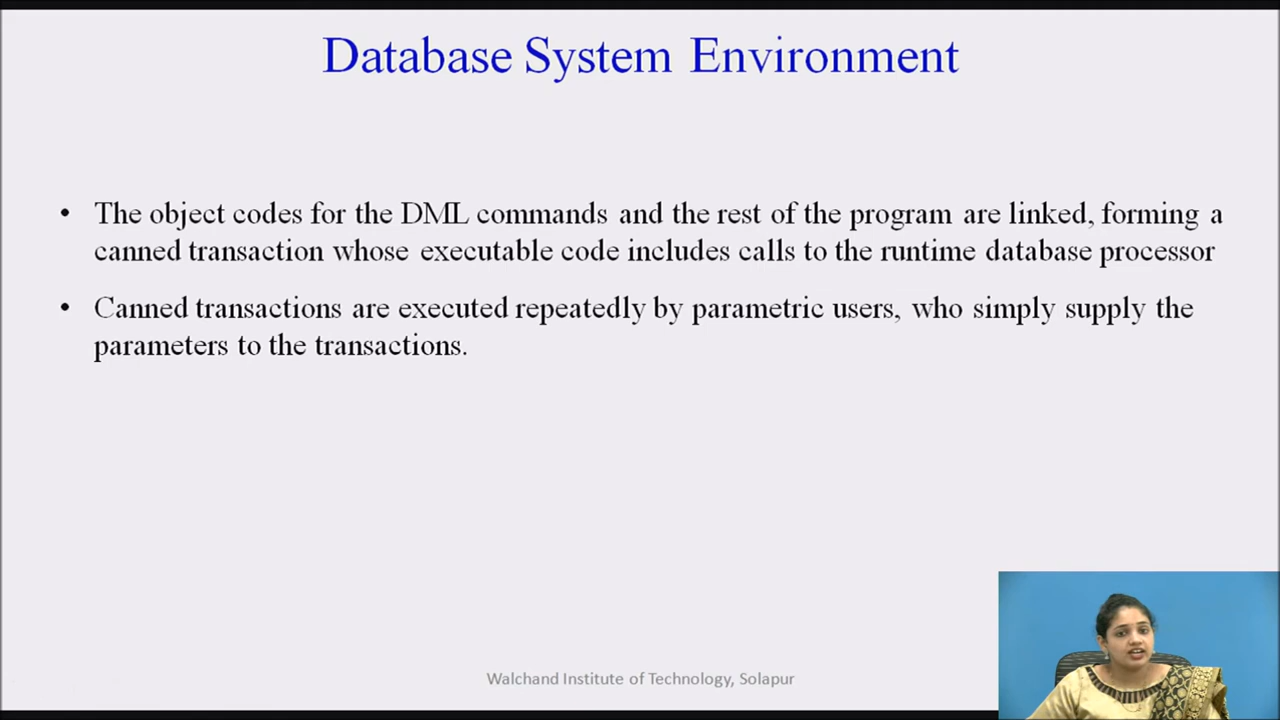 Database System Environment
• The object codes for the DML commands and the rest of the program are linked, forming a
canned transaction whose executable code includes calls to the runtime database processor
• Canned transactions are executed repeatedly by parametric users, who simply supply the
parameters to the transactions.
Walchand Institute of Technology, Solapur